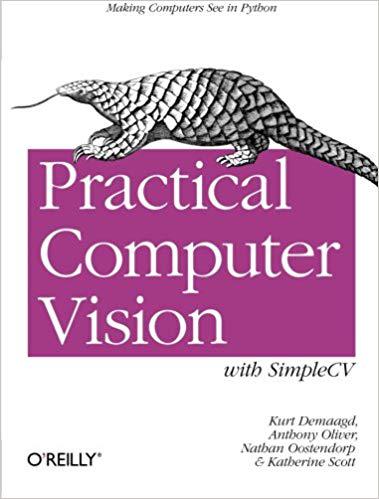 Making Computers See in Python
Practical
Computer
Vision
with SimpleCV
Kurt Demaagd,
Anthony Oliver,
Nathan Oostendorp
& Katherine Scott
O'REILLY®